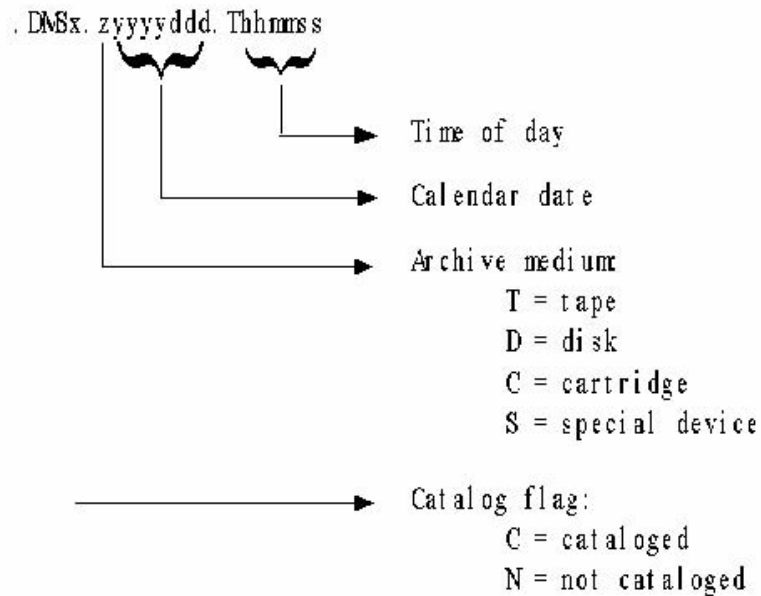 .DMSx.zyyyyddd.Thhmmss
Time of day
Calendar date
Archive medium:
T = tape
D = disk
C = cartridge
S = special device
Catalog flag:
C = cataloged
N = not cataloged